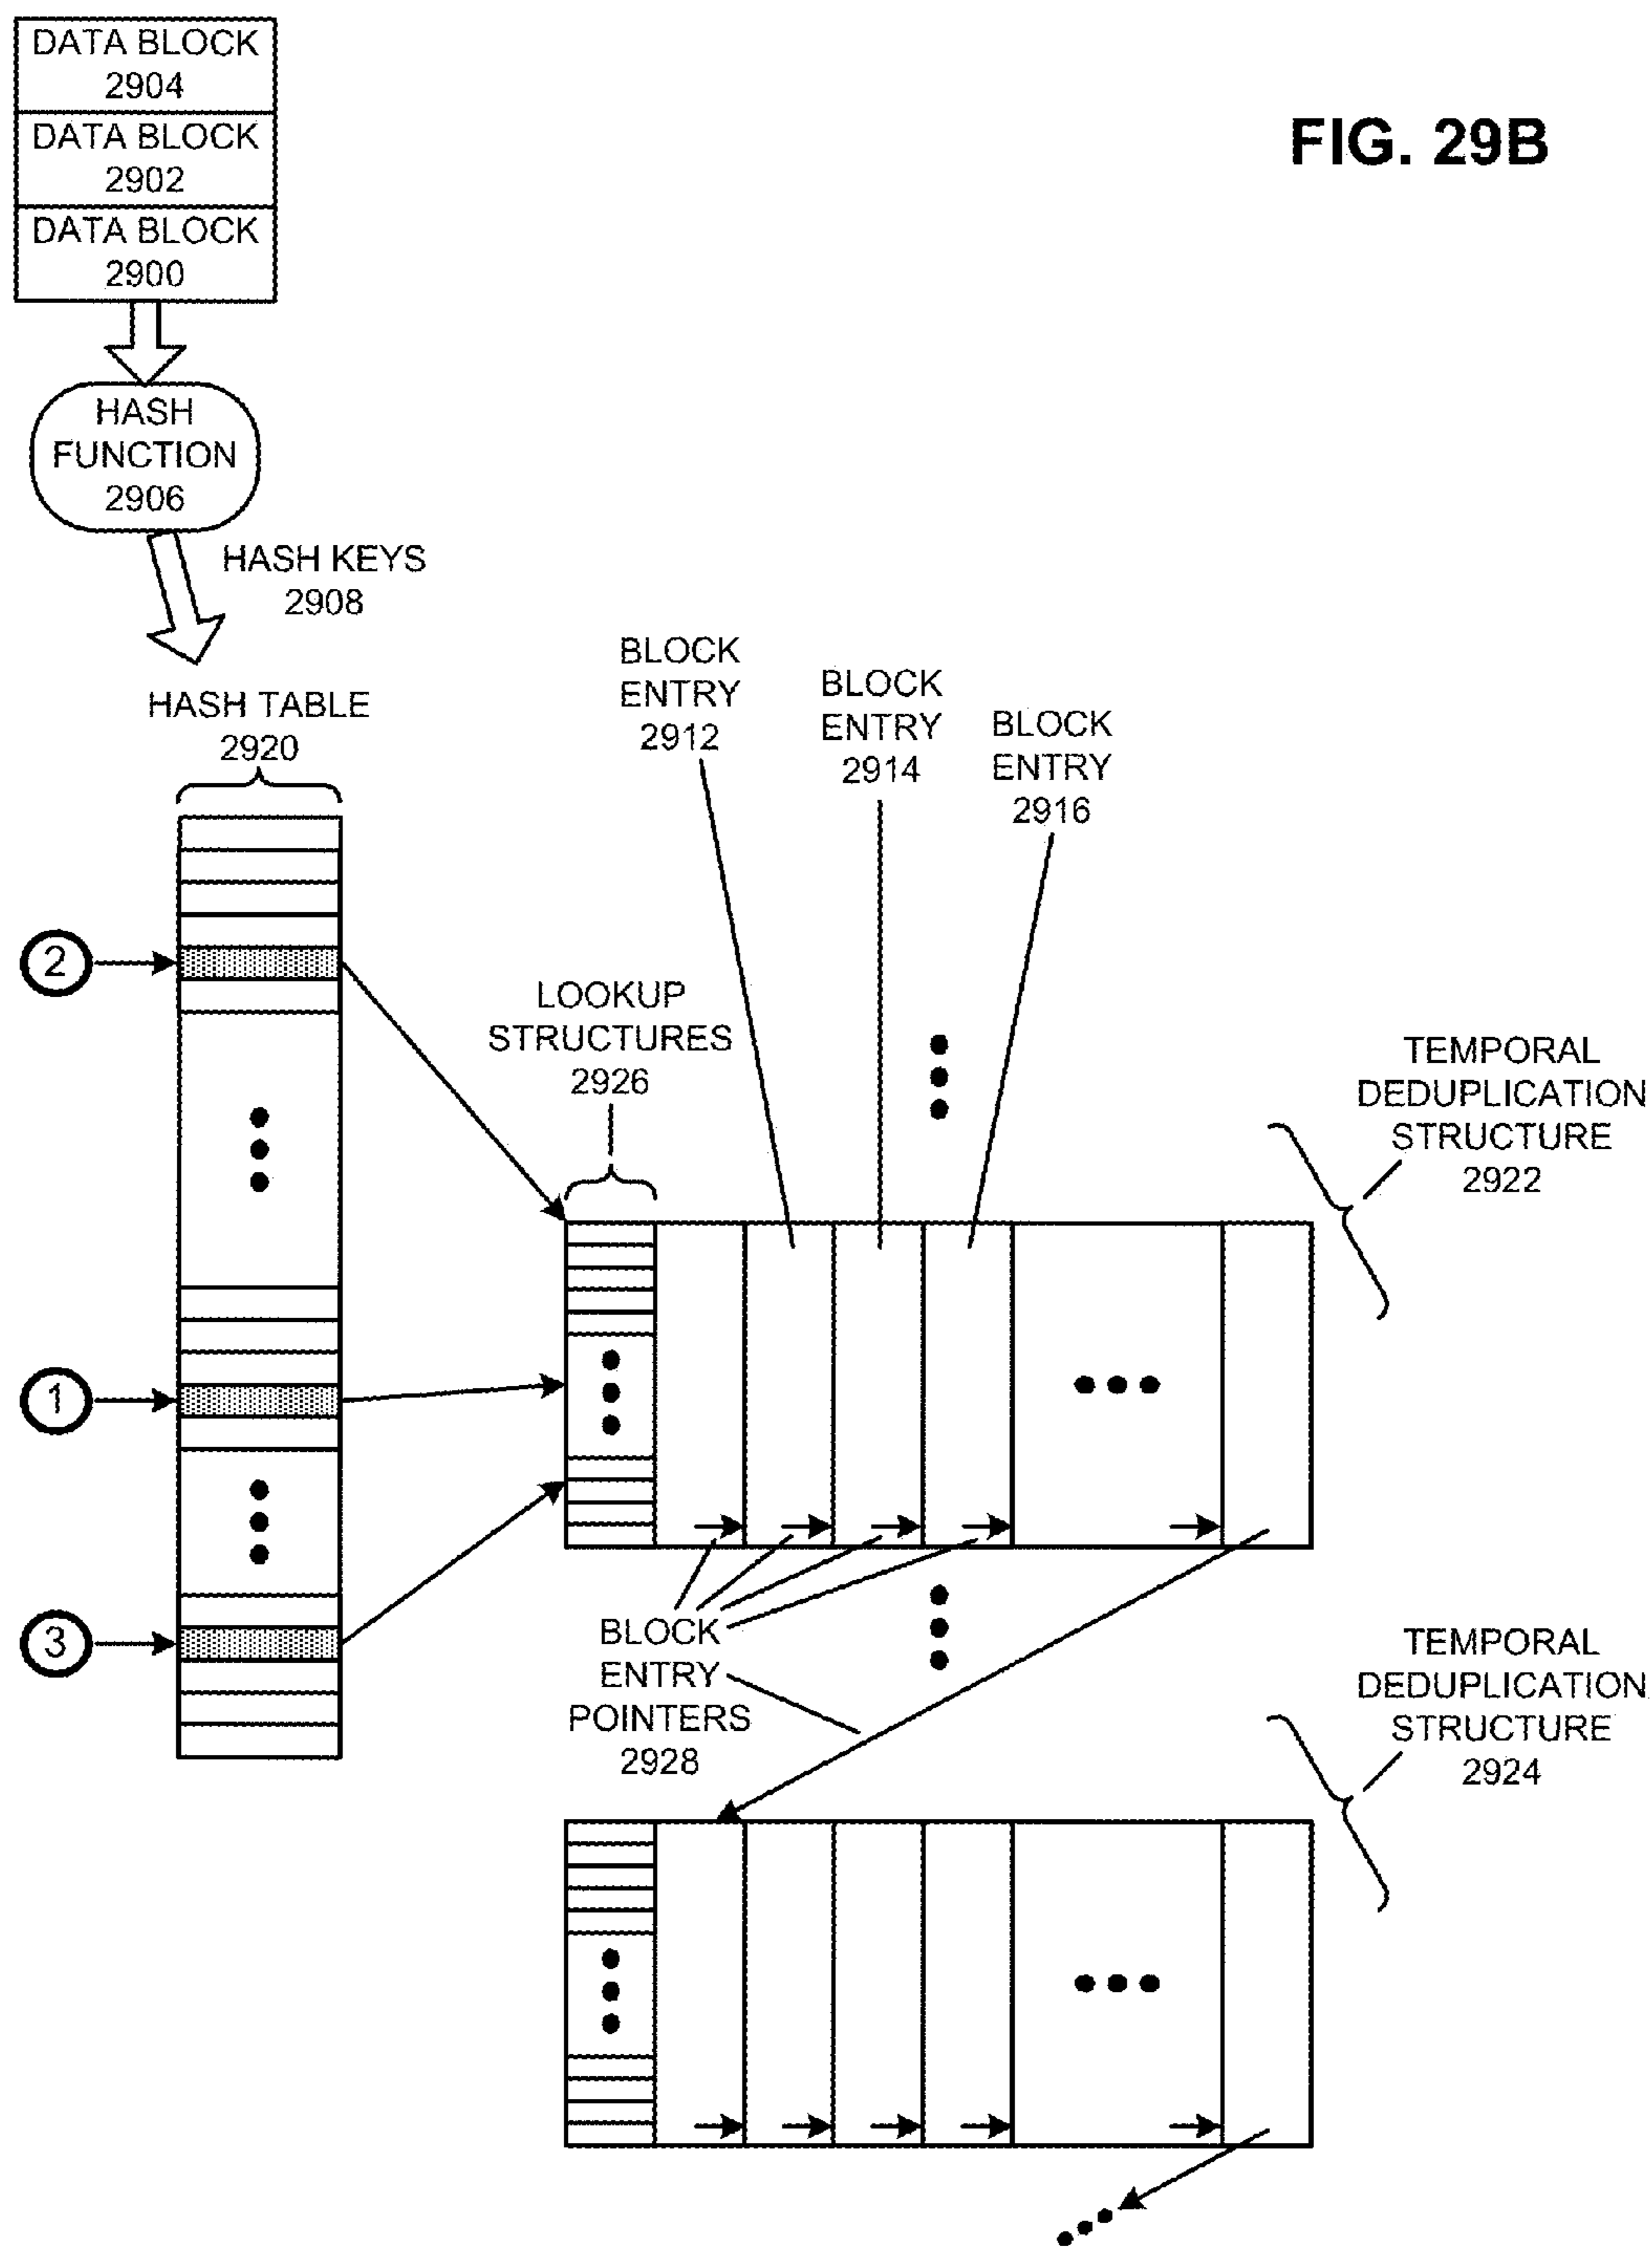 DATA BLOCK
2904
DATA BLOCK
2902
DATA BLOCK
2900
FIG. 29B
HASH
FUNCTION
2906
HASH KEYS
2908
HASH TABLE
2920
BLOCK
ENTRY
2912
BLOCK
ENTRY
2914
BLOCK
ENTRY
2916
2
LOOKUP
STRUCTURES
2926
TEMPORAL
DEDUPLICATION
STRUCTURE
2922
1
3
BLOCK
ENTRY
POINTERS
2928
TEMPORAL
DEDUPLICATION
STRUCTURE
2924